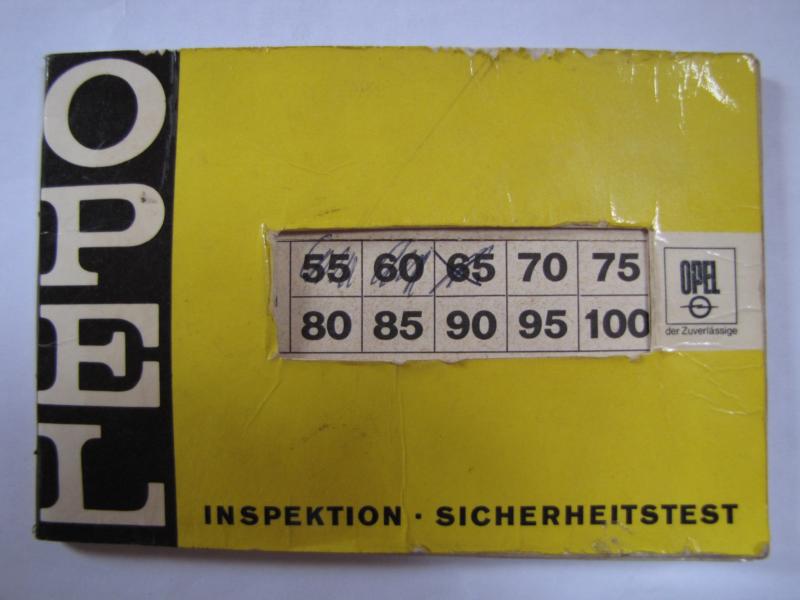 OPEL
55 60 65 70 75
80 85 90 95 100
OPEL
der Zuverlässige
INSPEKTION · SICHERHEITSTEST